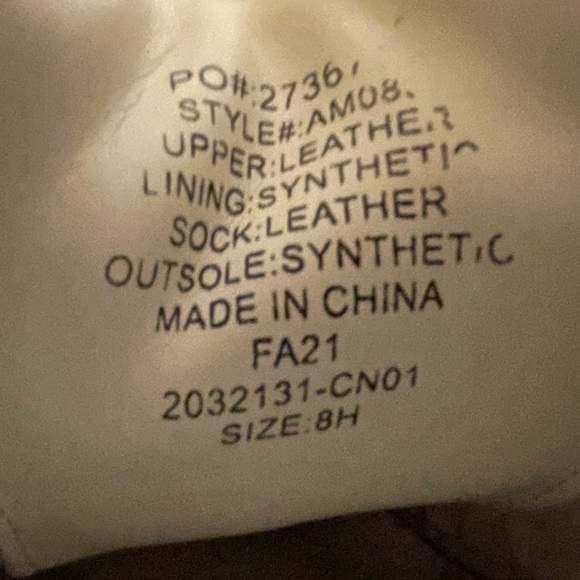 PO#:2736
STYLE#:AM08
UPPER:LEATHER
LINING:SYNTHETIC
SOCK:LEATHER
OUTSOLE:SYNTHETIC
MADE IN CHINA
FA21
2032131-CN01
SIZE:8H